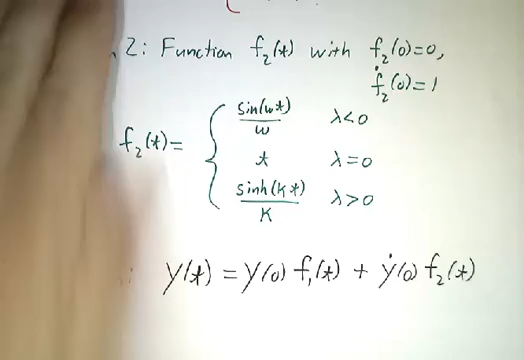 2: Function f₂(t) with f₂(0)=0,
ḟ₂(0)=1
f₂(t)= { sin(ωt)/ω λ<0
t λ=0
sinh(kt)/k λ>0
y(t) = y(0) f₁(t) + ẏ(0) f₂(t)